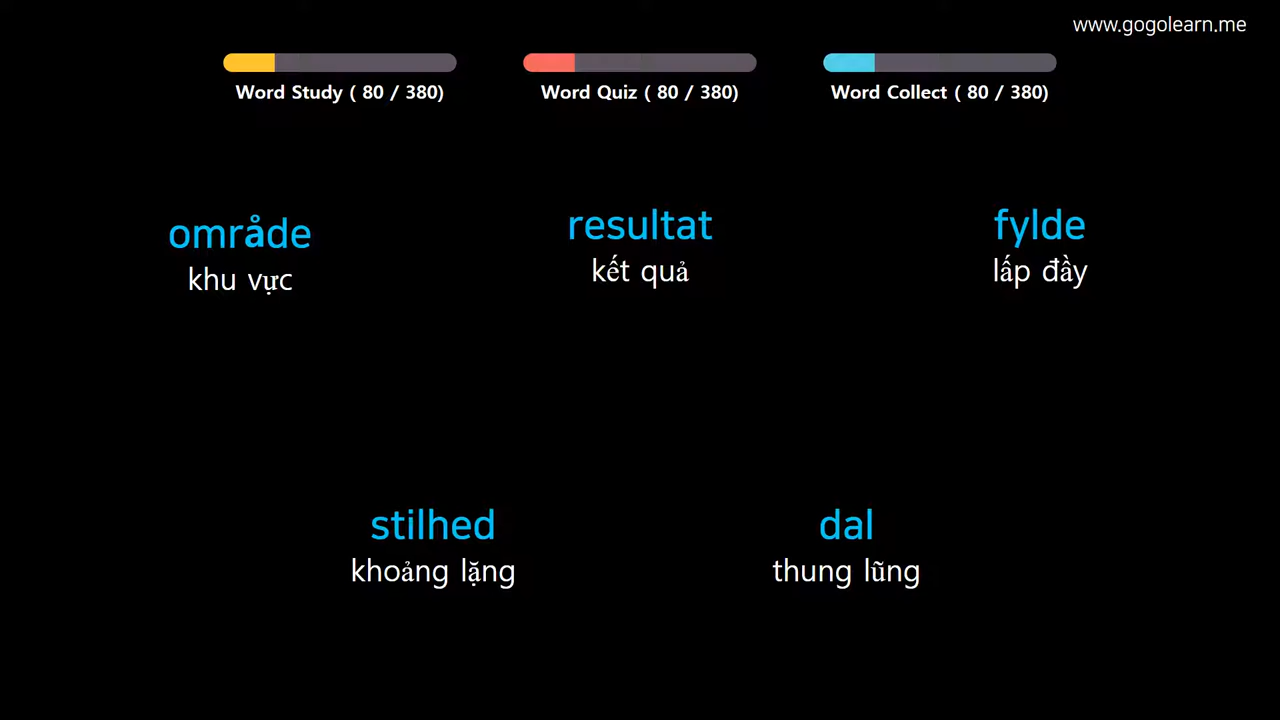 www.gogolearn.me
Word Study ( 80 / 380)
Word Quiz ( 80 / 380)
Word Collect ( 80 / 380)
område
khu vực
resultat
kết quả
fylde
lấp đầy
stilhed
khoảng lặng
dal
thung lũng